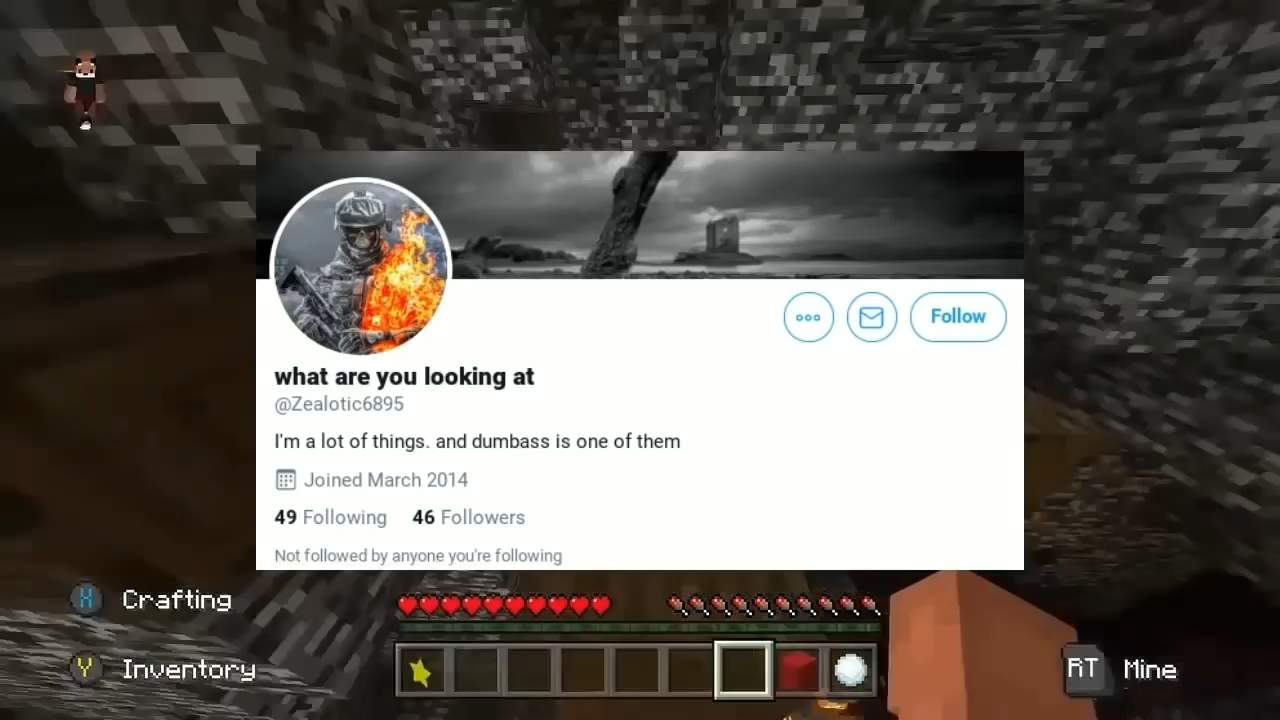 Follow
what are you looking at
@Zealotic6895
I'm a lot of things. and dumbass is one of them
Joined March 2014
49 Following 46 Followers
Not followed by anyone you're following
X Crafting
Y Inventory
RT Mine